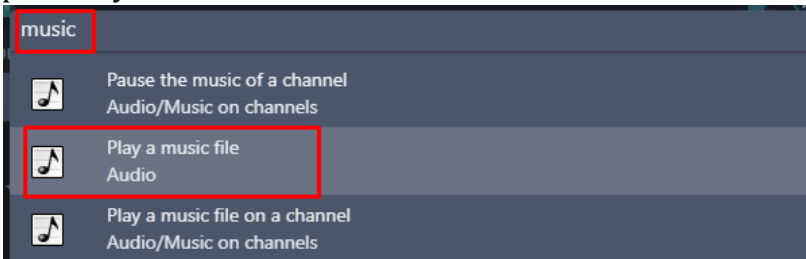 music
Pause the music of a channel
Audio/Music on channels
Play a music file
Audio
Play a music file on a channel
Audio/Music on channels